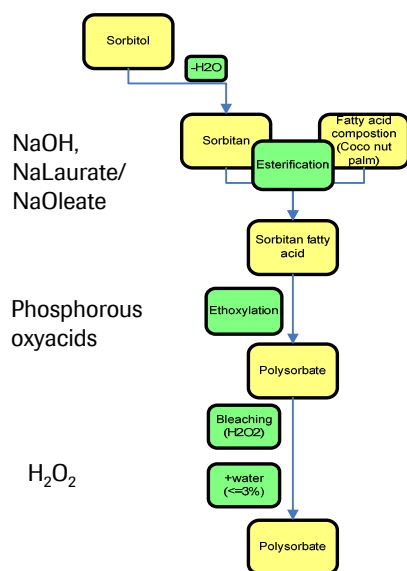 Sorbitol
-H2O
NaOH,
NaLaurate/
NaOleate
Sorbitan
Fatty acid
compostion
(Coco nut
palm)
Esterification
Sorbitan fatty
acid
Phosphorous
oxyacids
Ethoxylation
Polysorbate
Bleaching
(H2O2)
H₂O₂
+water
(<=3%)
Polysorbate